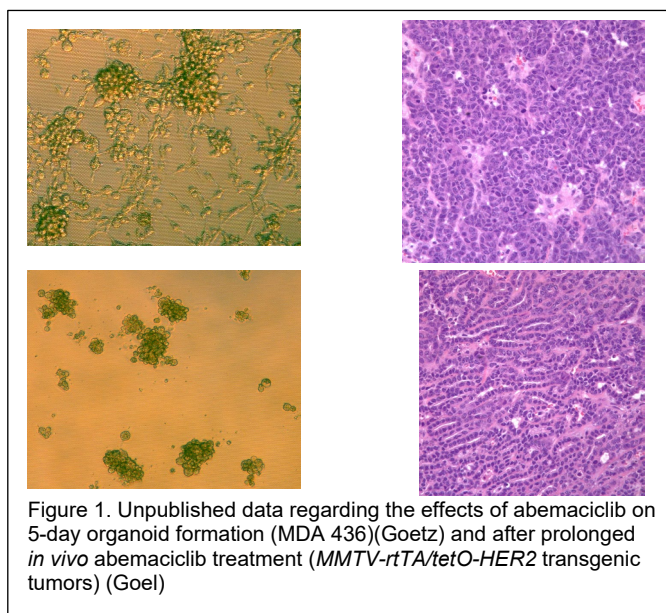 Figure 1. Unpublished data regarding the effects of abemaciclib on
5-day organoid formation (MDA 436)(Goetz) and after prolonged
in vivo abemaciclib treatment (MMTV-rtTA/tetO-HER2 transgenic
tumors) (Goel)